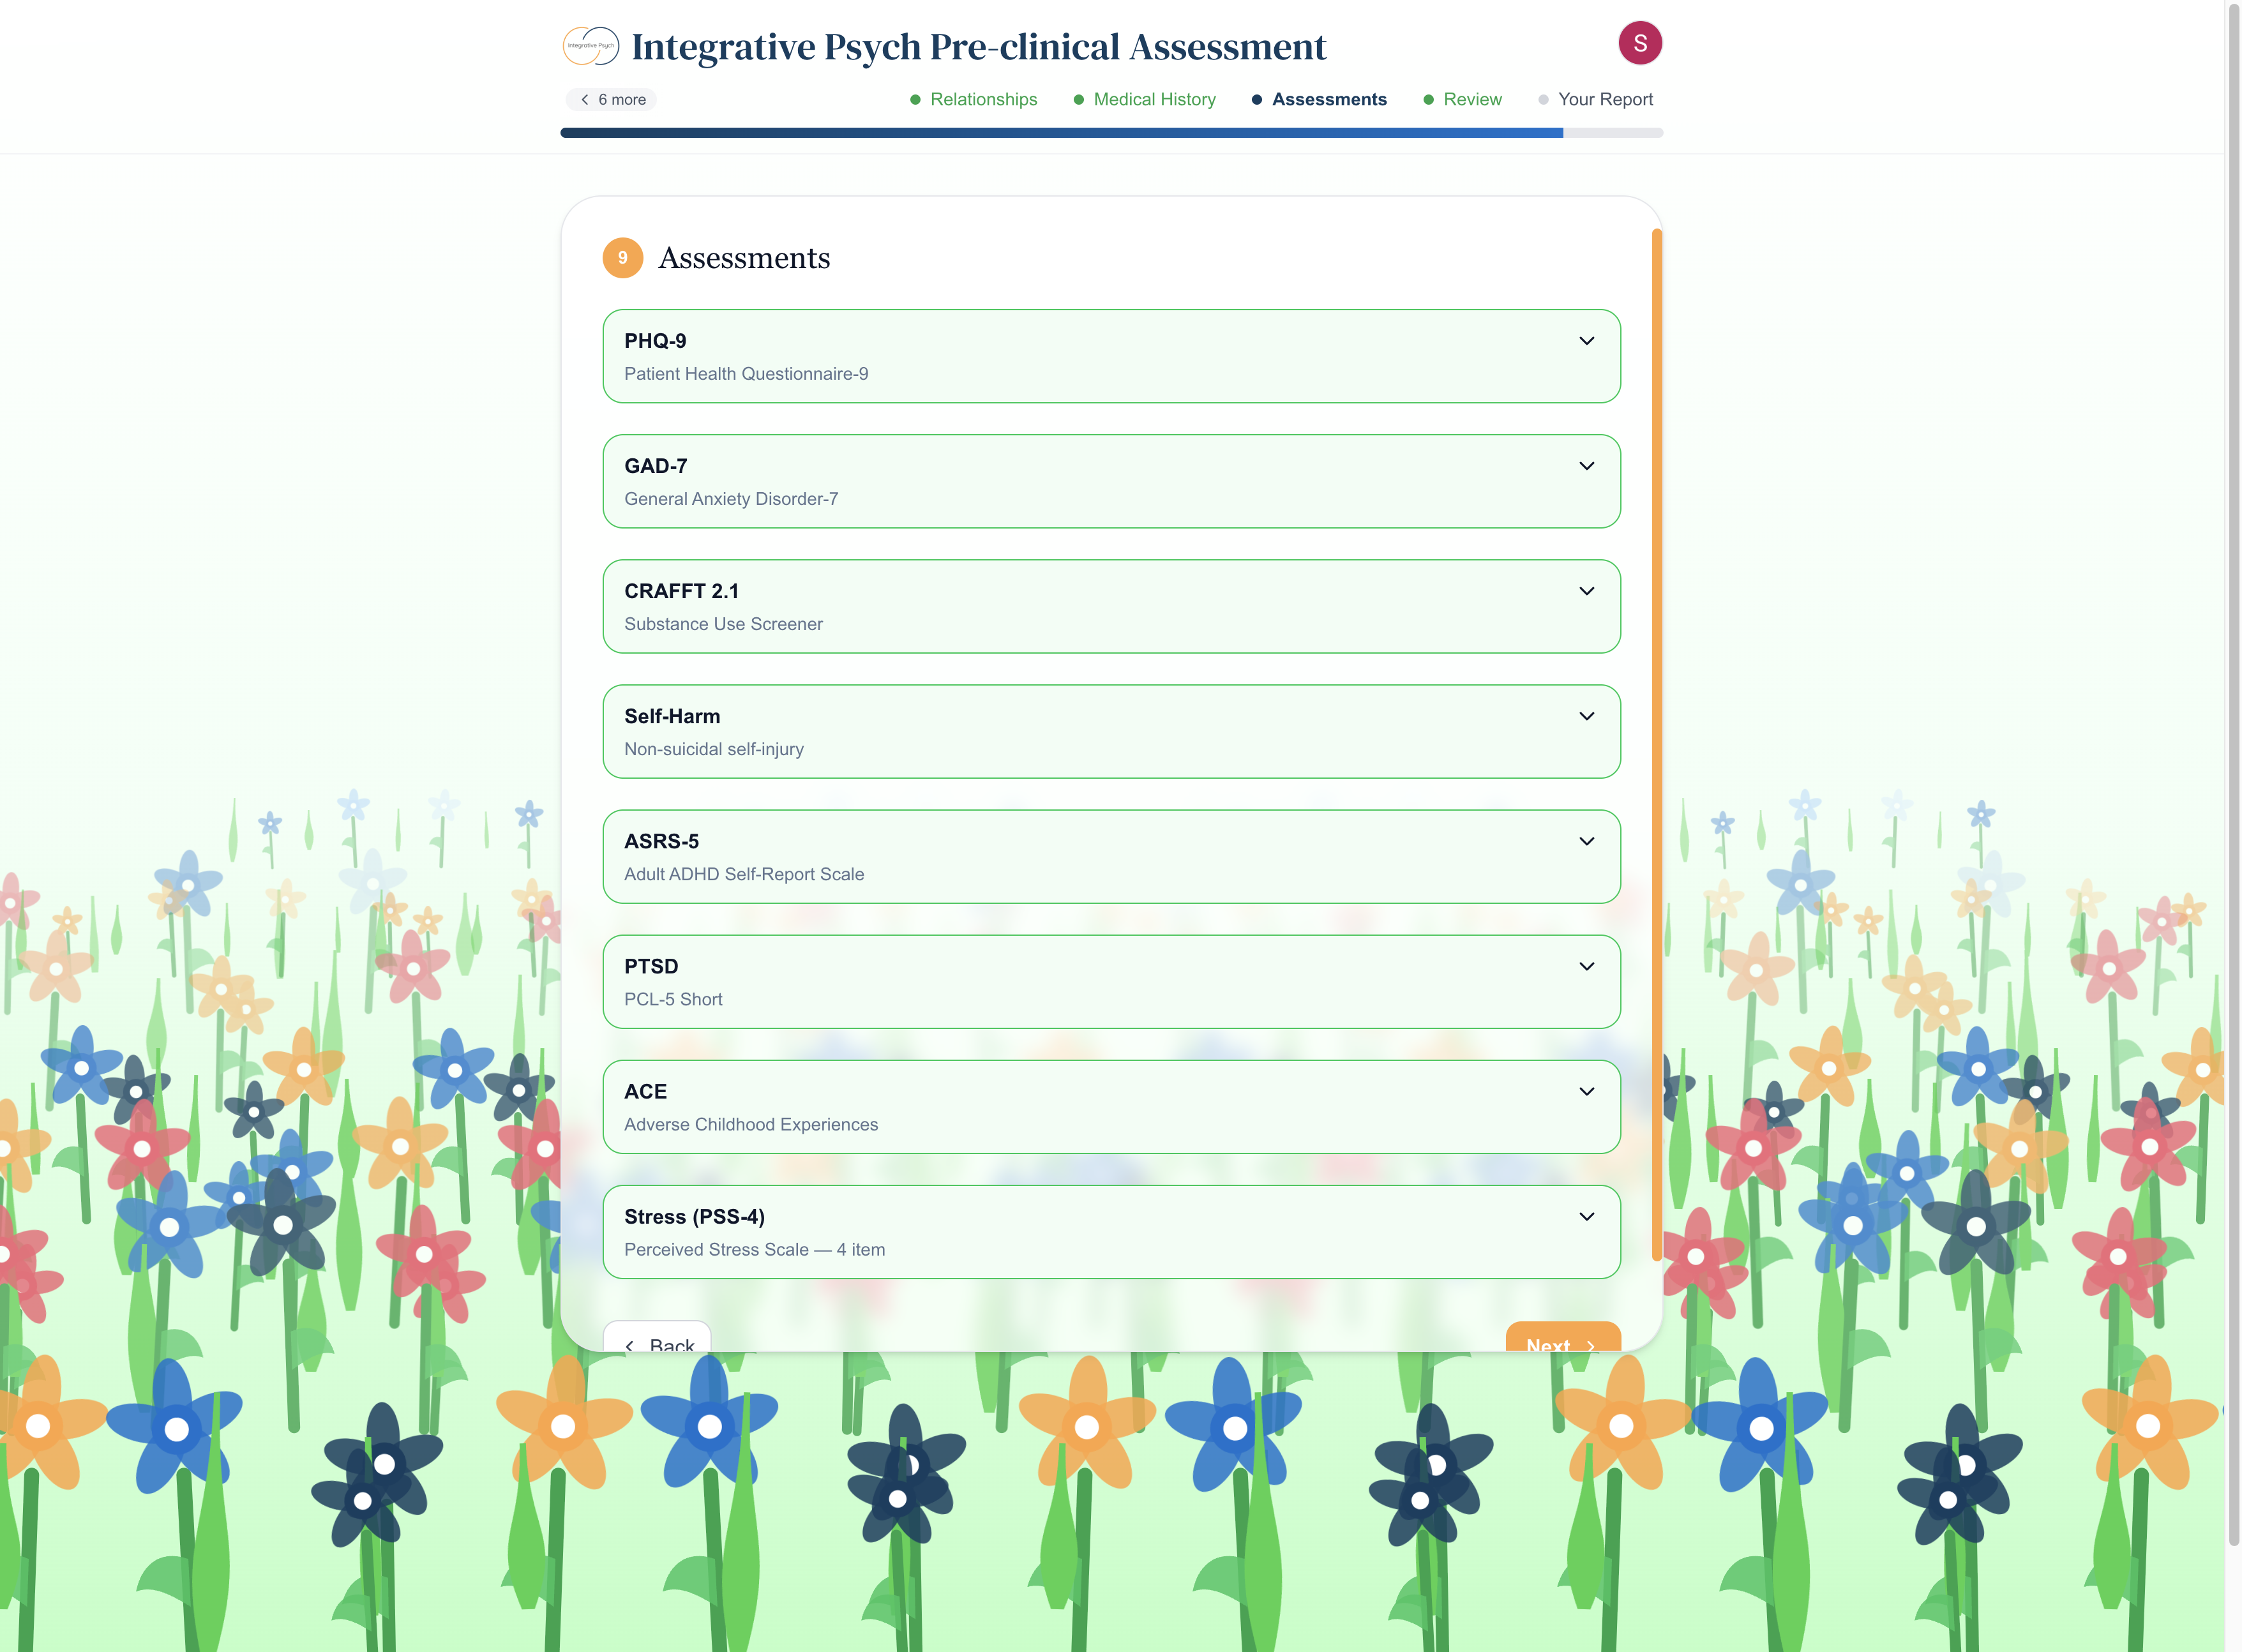 Integrative Psych
Integrative Psych Pre-clinical Assessment
S
6 more
Relationships
Medical History
Assessments
Review
Your Report
9
Assessments
PHQ-9
Patient Health Questionnaire-9
GAD-7
General Anxiety Disorder-7
CRAFFT 2.1
Substance Use Screener
Self-Harm
Non-suicidal self-injury
ASRS-5
Adult ADHD Self-Report Scale
PTSD
PCL-5 Short
ACE
Adverse Childhood Experiences
Stress (PSS-4)
Perceived Stress Scale — 4 item
Back
Next